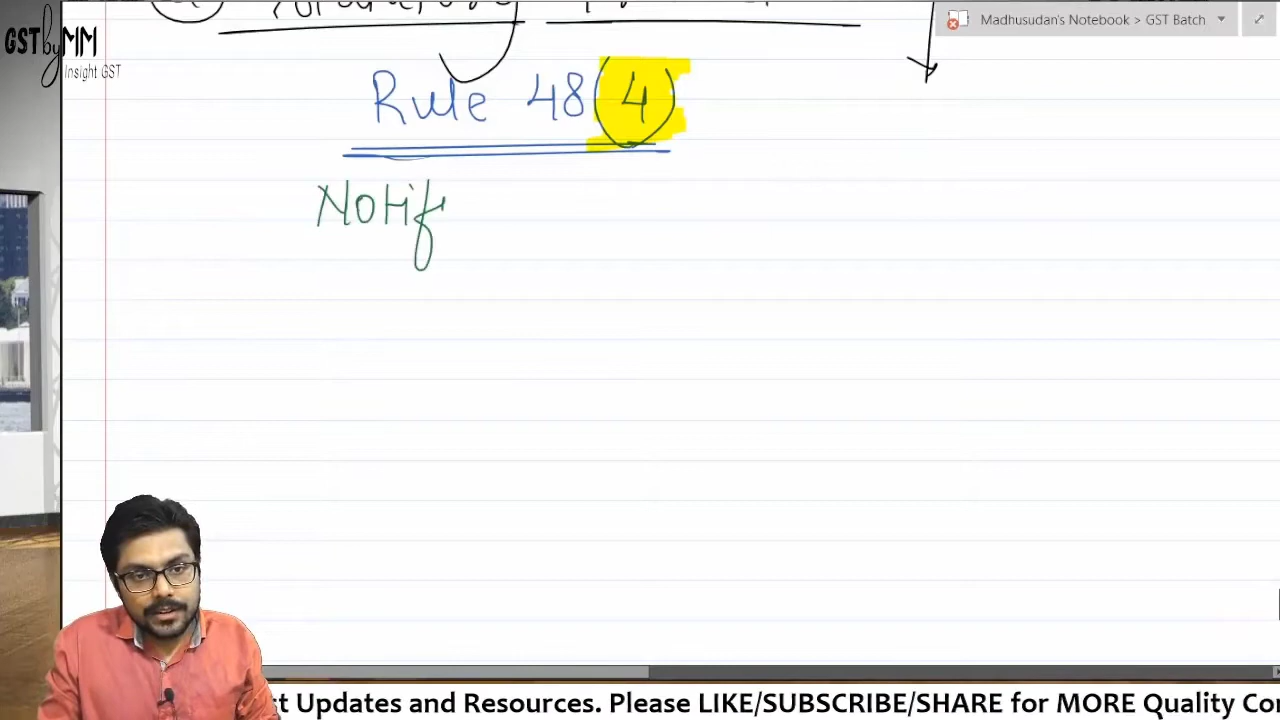 GST by MM
Insight GST
Madhusudan's Notebook > GST Batch
Rule 48(4)
Notif
st Updates and Resources. Please LIKE/SUBSCRIBE/SHARE for MORE Quality Co